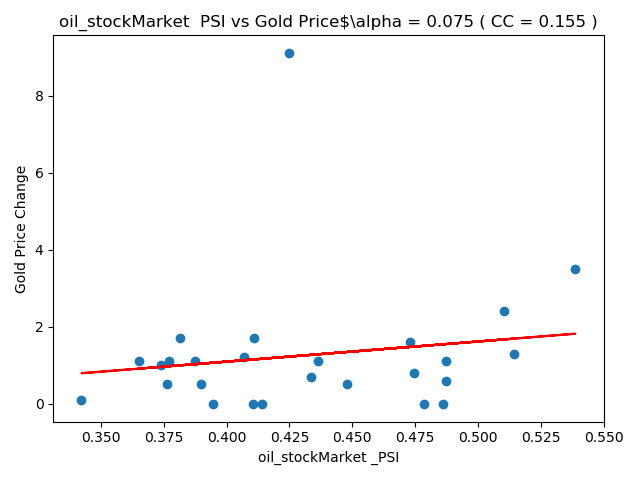 oil_stockMarket  PSI vs Gold Price$\alpha = 0.075 ( CC = 0.155 )
Gold Price Change
8
6
4
2
0
0.350 0.375 0.400 0.425 0.450 0.475 0.500 0.525 0.550
oil_stockMarket _PSI